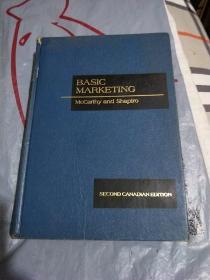 BASIC
MARKETING
McCarthy and Shapiro
SECOND CANADIAN EDITION